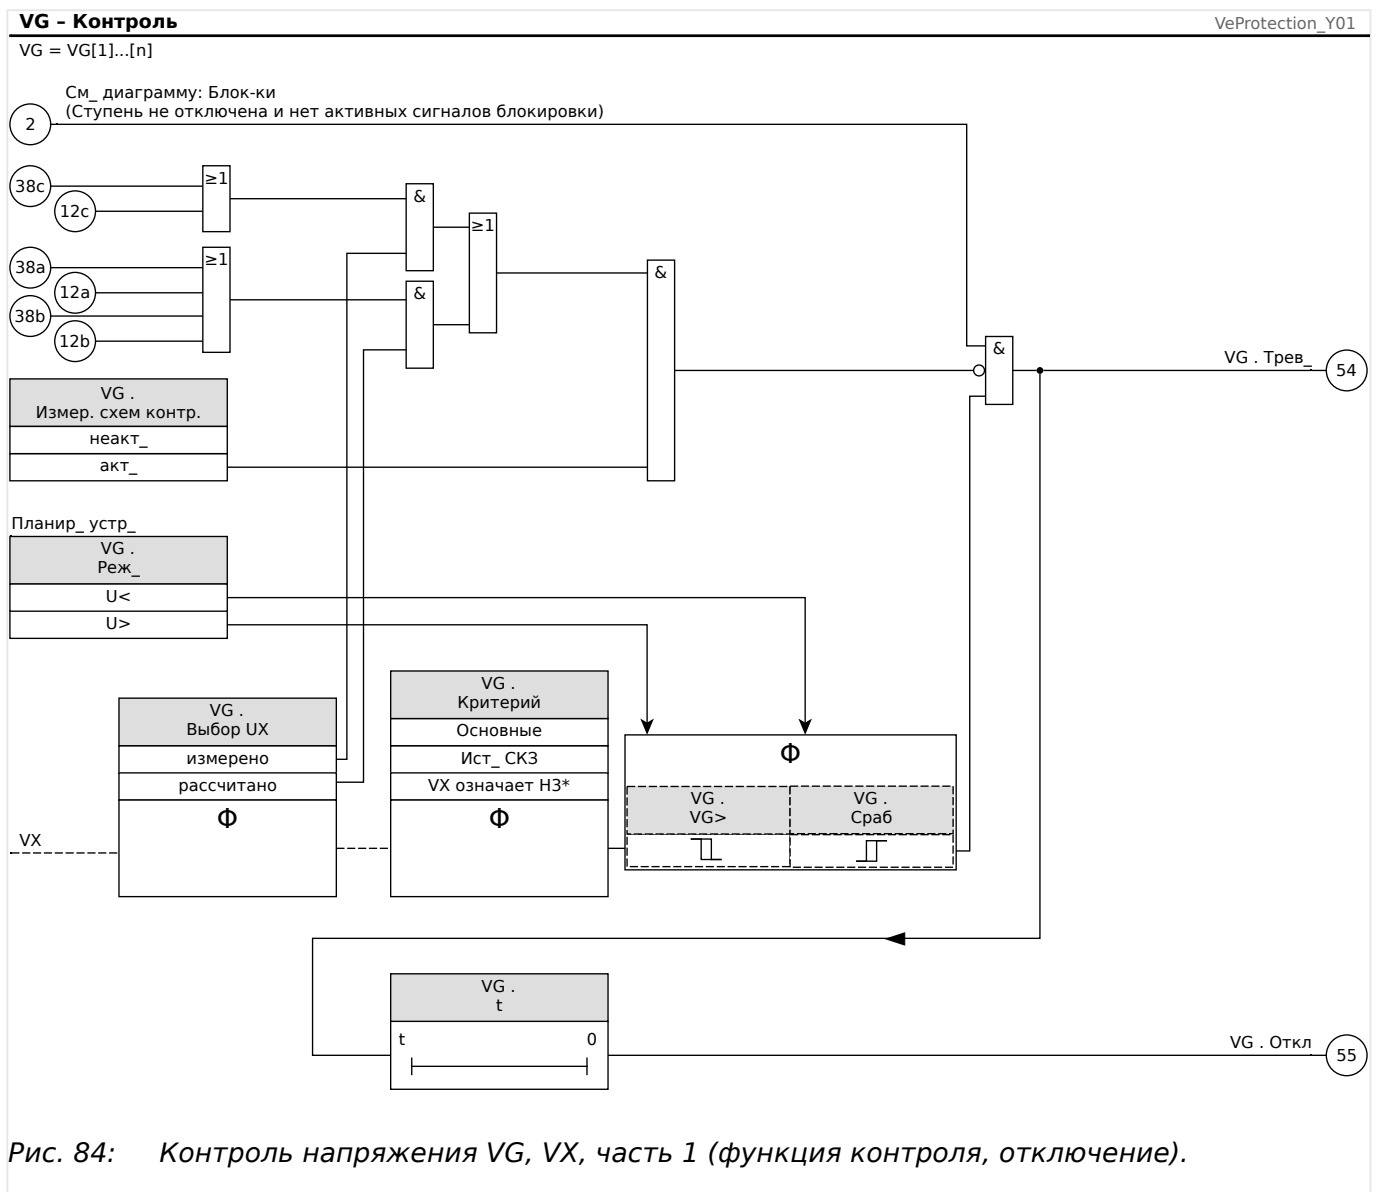 VG – Контроль
VeProtection_Y01
VG = VG[1]...[n]
См_ диаграмму: Блок-ки
(Ступень не отключена и нет активных сигналов блокировки)
2
38c
≥1
12c
&
≥1
38a
≥1
12a
&
38b
12b
&
&
VG . Трев_
54
VG .
Измер. схем контр.
неакт_
акт_
Планир_ устр_
VG .
Реж_
U<
U>
VG .
Выбор UX
измерено
рассчитано
Φ
VX
VG .
Критерий
Основные
Ист_ СКЗ
VX означает НЗ*
Φ
Φ
VG .
VG>
VG .
Сраб
VG .
t
t
0
VG . Откл
55
Рис. 84: Контроль напряжения VG, VX, часть 1 (функция контроля, отключение).